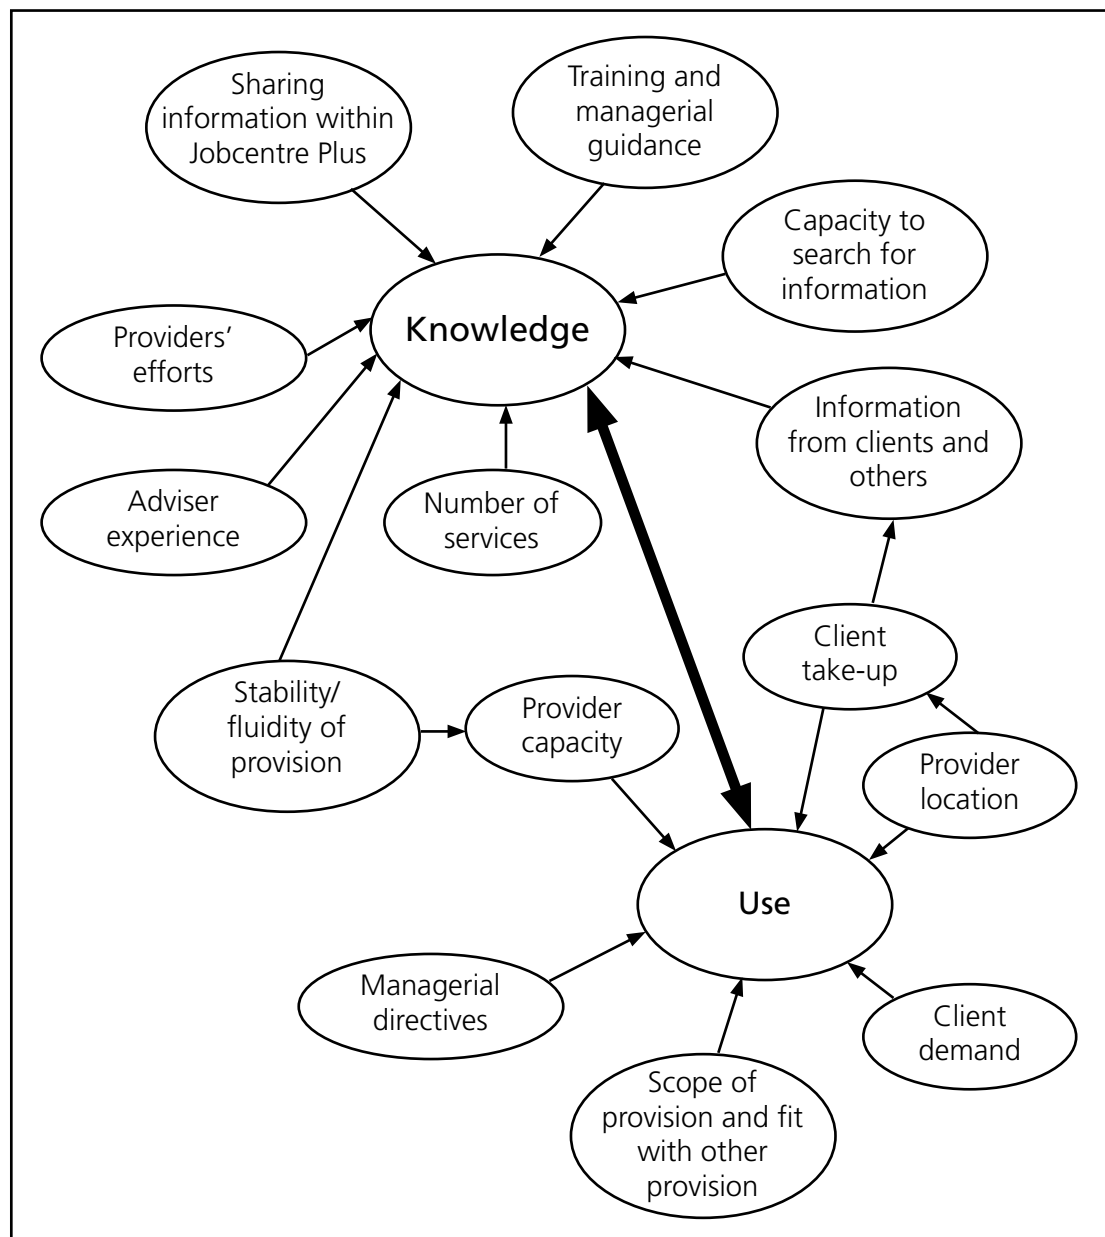 Sharing
information within
Jobcentre Plus
Training and
managerial
guidance
Capacity to
search for
information
Knowledge
Providers’
efforts
Information
from clients and
others
Adviser
experience
Number of
services
Client
take-up
Stability/
fluidity of
provision
Provider
capacity
Provider
location
Use
Managerial
directives
Client
demand
Scope of
provision and fit
with other
provision